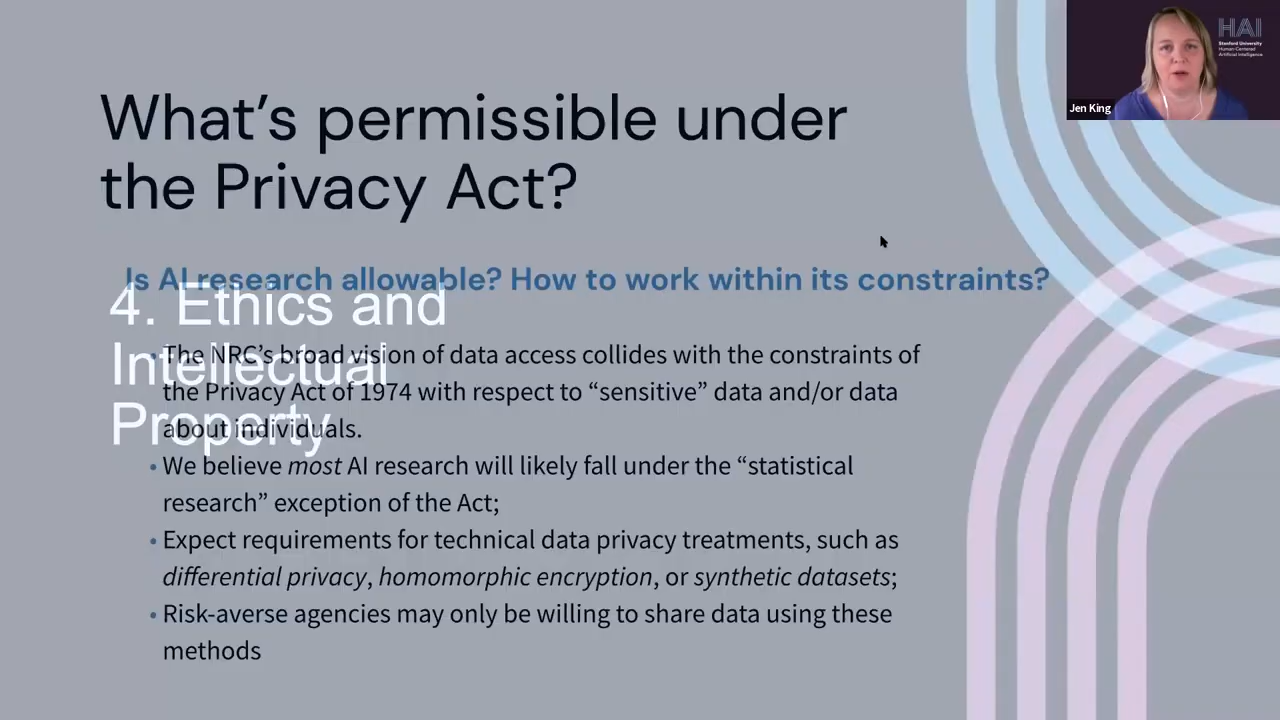 What's permissible under
the Privacy Act?
Is AI research allowable? How to work within its constraints?
4. Ethics and
Intellectual
Property
• The NRC's broad vision of data access collides with the constraints of
the Privacy Act of 1974 with respect to “sensitive” data and/or data
about individuals.
• We believe most AI research will likely fall under the “statistical
research” exception of the Act;
• Expect requirements for technical data privacy treatments, such as
differential privacy, homomorphic encryption, or synthetic datasets;
• Risk-averse agencies may only be willing to share data using these
methods
HAI
Stanford University
Human-Centered
Artificial Intelligence
Jen King